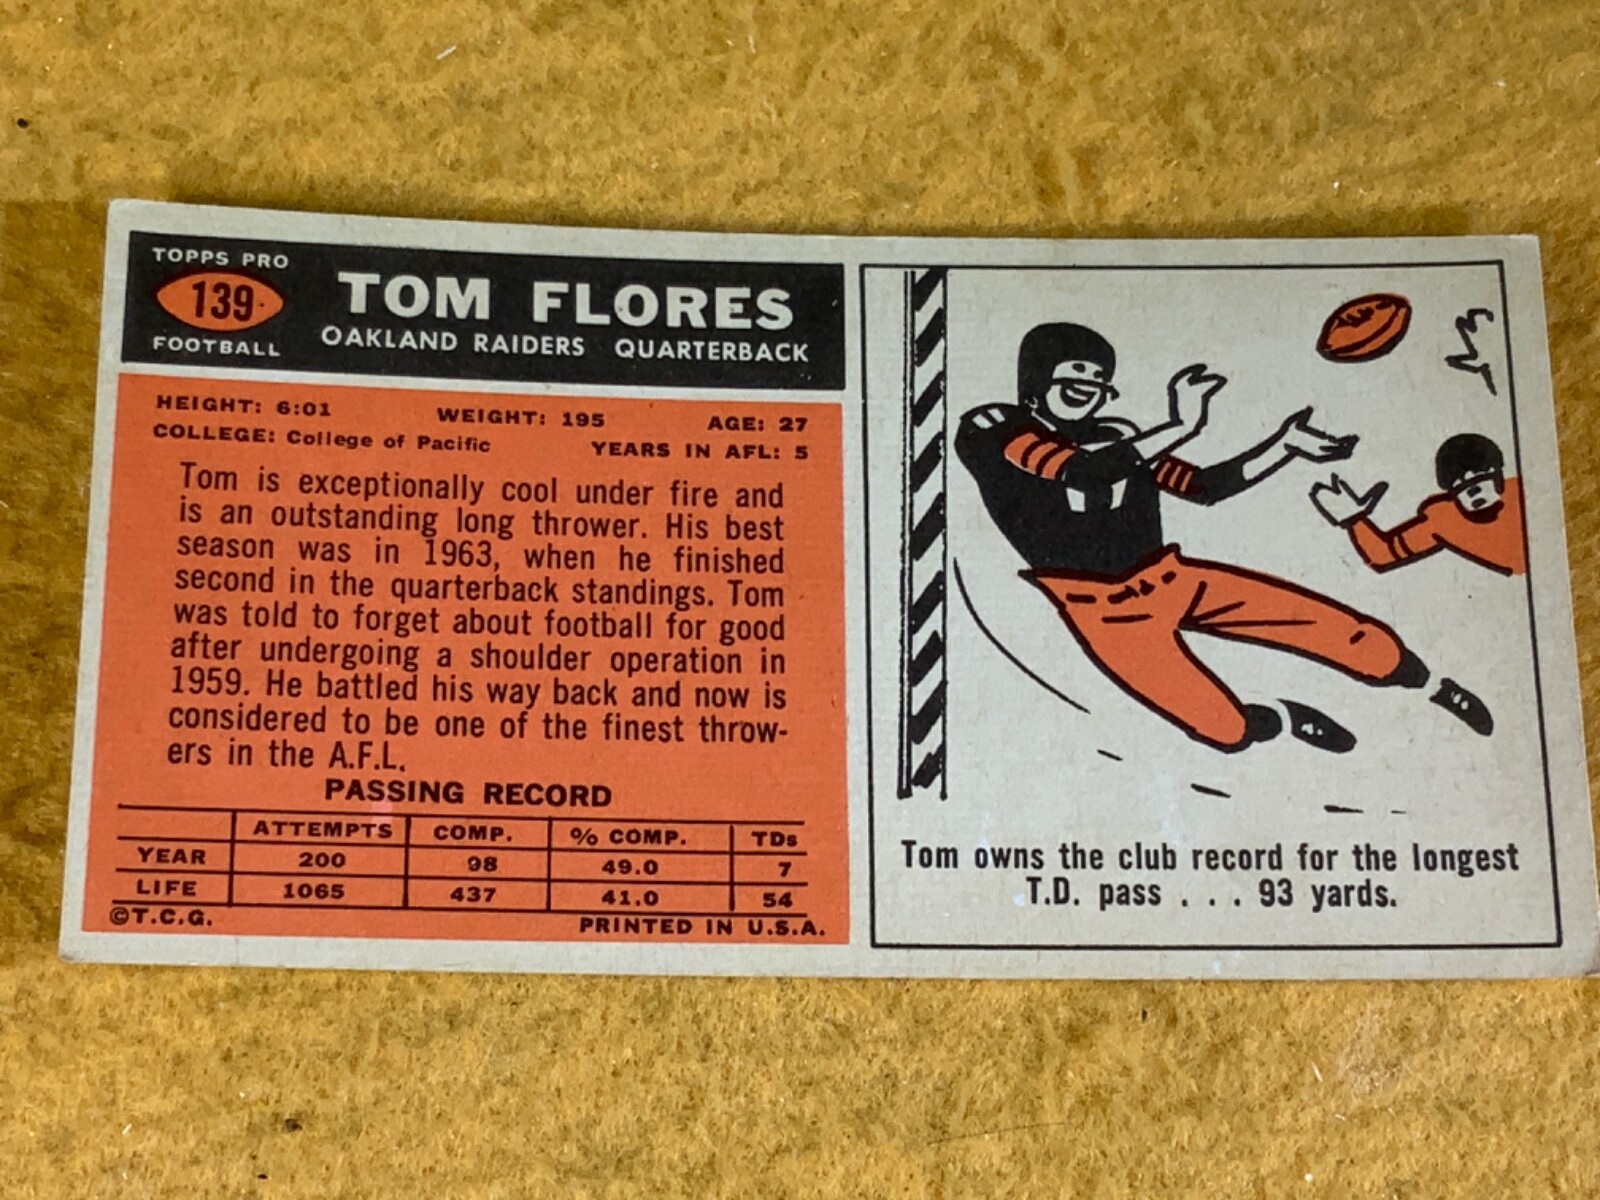 TOPPS PRO
139
FOOTBALL
TOM FLORES
OAKLAND RAIDERS QUARTERBACK
HEIGHT: 6:01 WEIGHT: 195 AGE: 27
COLLEGE: College of Pacific YEARS IN AFL: 5
Tom is exceptionally cool under fire and
is an outstanding long thrower. His best
season was in 1963, when he finished
second in the quarterback standings. Tom
was told to forget about football for good
after undergoing a shoulder operation in
1959. He battled his way back and now is
considered to be one of the finest throw-
ers in the A.F.L.
PASSING RECORD
ATTEMPTS COMP. % COMP. TDs
YEAR 200 98 49.0 7
LIFE 1065 437 41.0 54
©T.C.G. PRINTED IN U.S.A.
Tom owns the club record for the longest
T.D. pass . . . 93 yards.